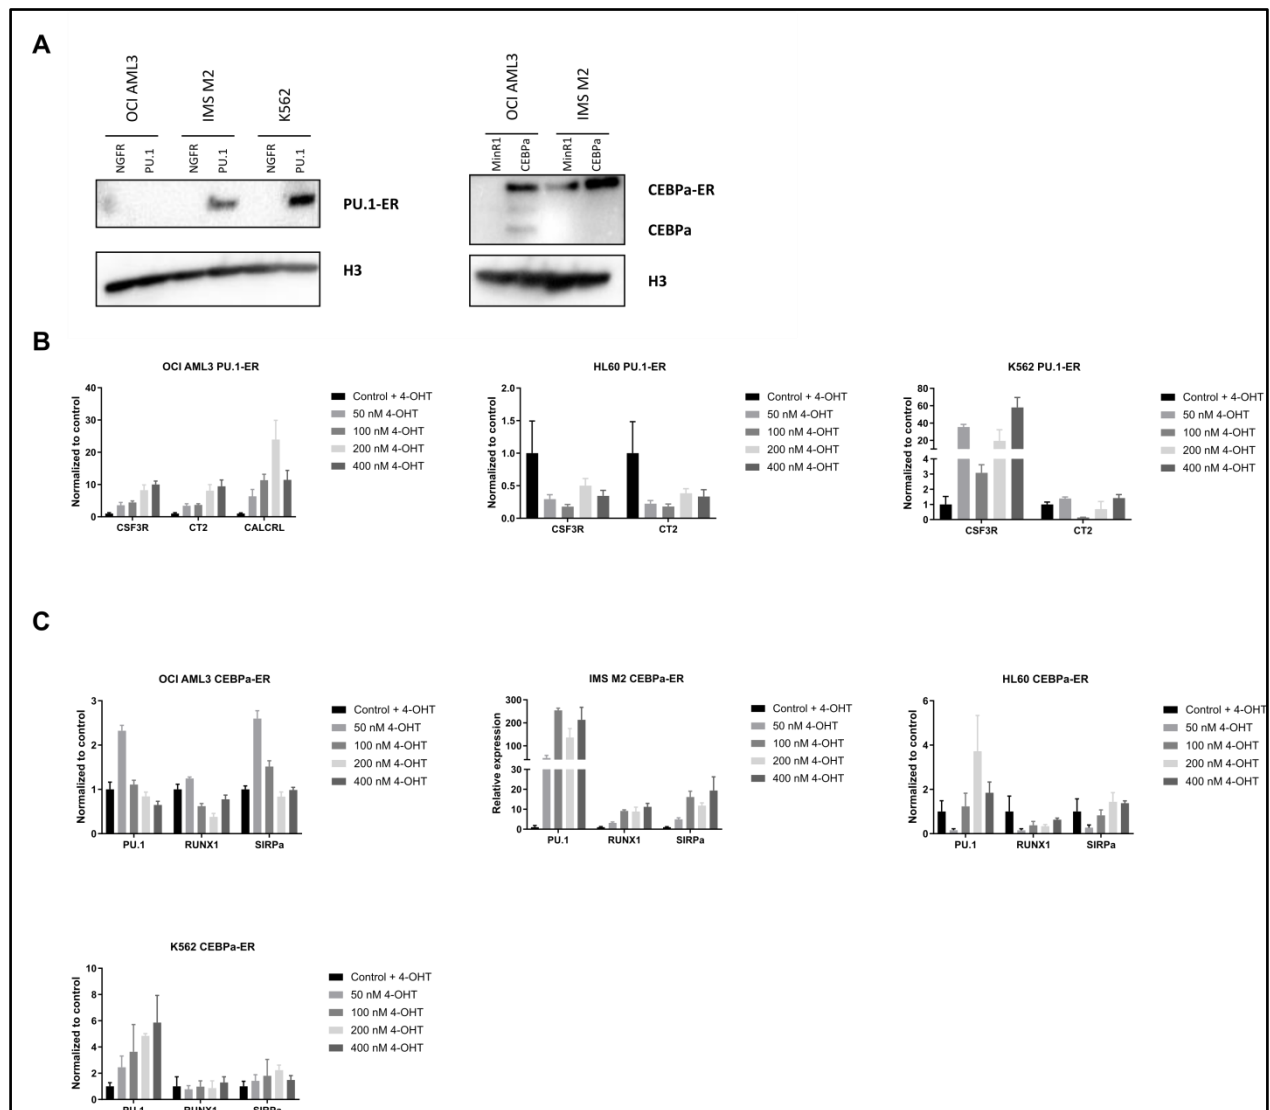 A
OCI AML3
IMS M2
K562
NGFR
PU.1
NGFR
PU.1
NGFR
PU.1
PU.1-ER
H3
OCI AML3
IMS M2
MinR1
CEBPa
MinR1
CEBPa
CEBPa-ER
CEBPa
H3
B
OCI AML3 PU.1-ER
Normalized to control
40
30
20
10
0
CSF3R CT2 CALCRL
Control + 4-OHT
50 nM 4-OHT
100 nM 4-OHT
200 nM 4-OHT
400 nM 4-OHT
HL60 PU.1-ER
Normalized to control
2.0
1.5
1.0
0.5
0.0
CSF3R CT2
Control + 4-OHT
50 nM 4-OHT
100 nM 4-OHT
200 nM 4-OHT
400 nM 4-OHT
K562 PU.1-ER
Normalized to control
80
60
40
20
4
3
2
1
0
CSF3R CT2
Control + 4-OHT
50 nM 4-OHT
100 nM 4-OHT
200 nM 4-OHT
400 nM 4-OHT
C
OCI AML3 CEBPa-ER
Normalized to control
3
2
1
0
PU.1 RUNX1 SIRPa
Control + 4-OHT
50 nM 4-OHT
100 nM 4-OHT
200 nM 4-OHT
400 nM 4-OHT
IMS M2 CEBPa-ER
Relative expression
300
200
100
30
20
10
0
PU.1 RUNX1 SIRPa
Control + 4-OHT
50 nM 4-OHT
100 nM 4-OHT
200 nM 4-OHT
400 nM 4-OHT
HL60 CEBPa-ER
Normalized to control
6
4
2
0
PU.1 RUNX1 SIRPa
Control + 4-OHT
50 nM 4-OHT
100 nM 4-OHT
200 nM 4-OHT
400 nM 4-OHT
K562 CEBPa-ER
Normalized to control
10
8
6
4
2
0
PU.1 RUNX1 SIRPa
Control + 4-OHT
50 nM 4-OHT
100 nM 4-OHT
200 nM 4-OHT
400 nM 4-OHT